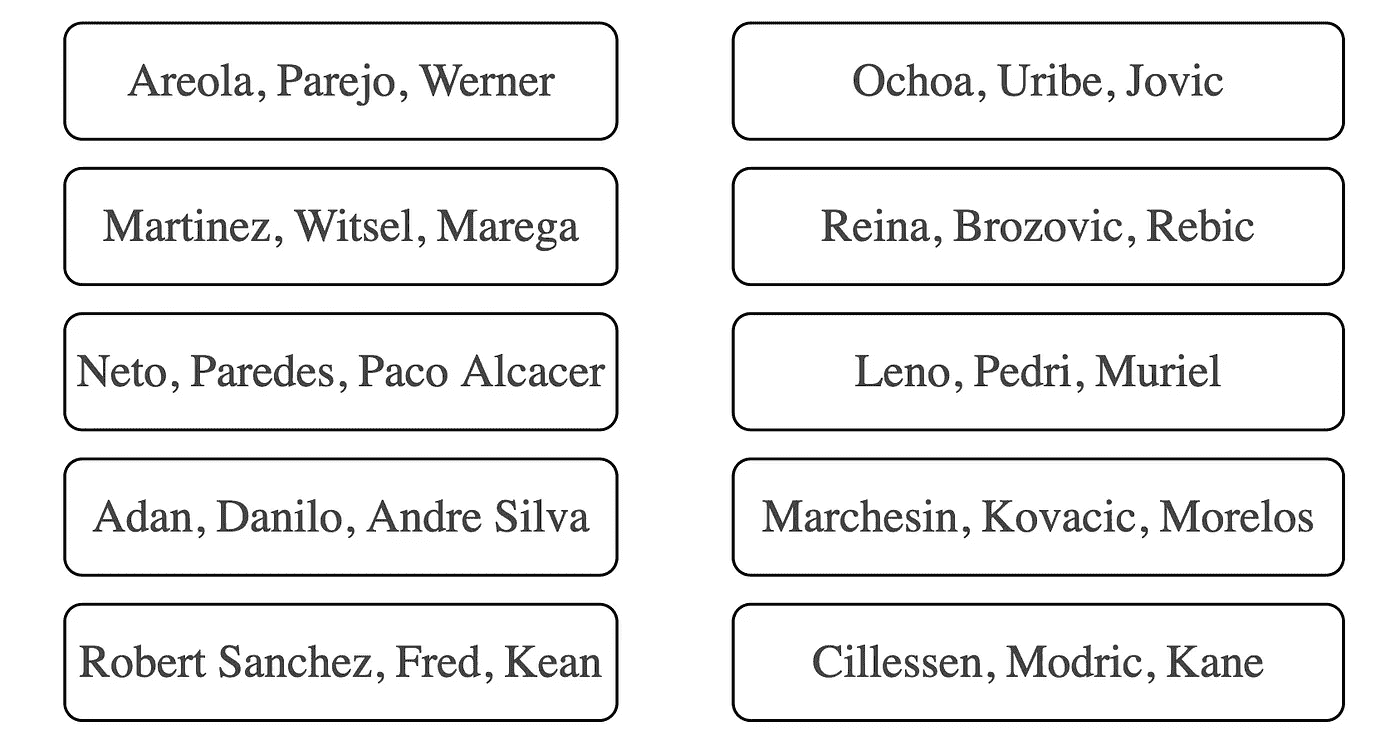 Areola, Parejo, Werner
Ochoa, Uribe, Jovic
Martinez, Witsel, Marega
Reina, Brozovic, Rebic
Neto, Paredes, Paco Alcacer
Leno, Pedri, Muriel
Adan, Danilo, Andre Silva
Marchesin, Kovacic, Morelos
Robert Sanchez, Fred, Kean
Cillessen, Modric, Kane